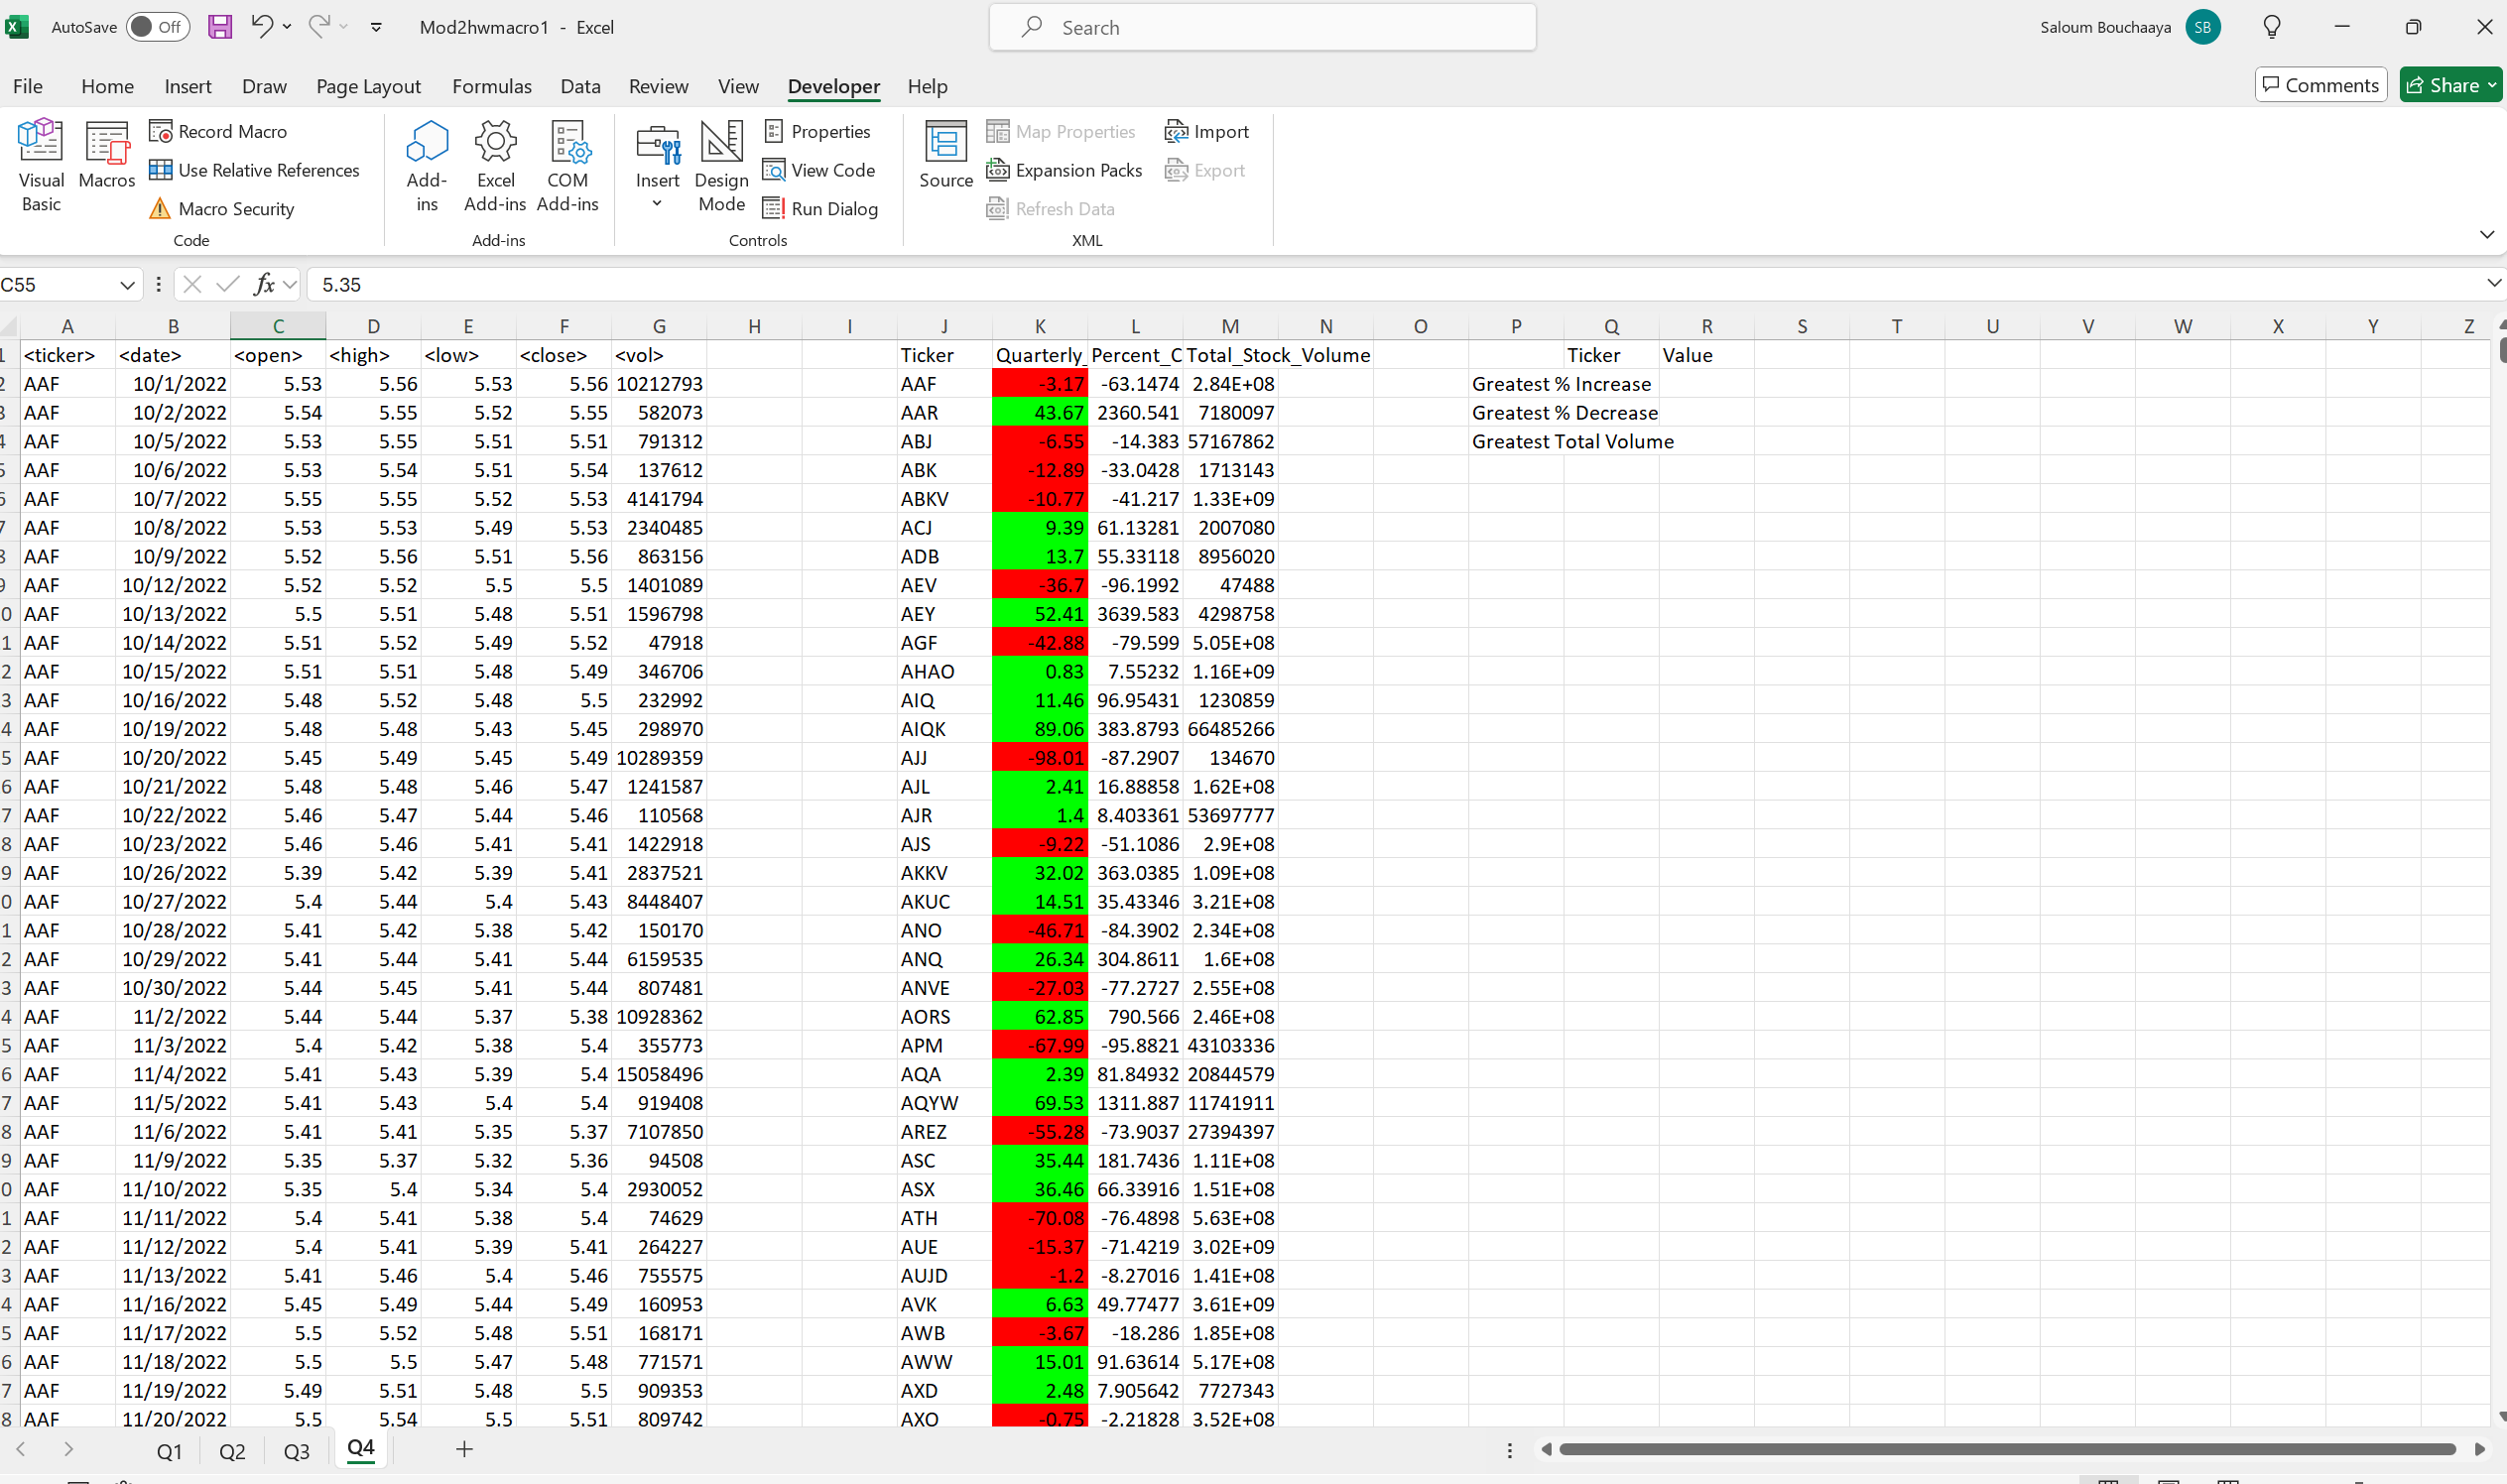 AutoSave Off Mod2hwmacro1 - Excel Search Saloum Bouchaaya SB
File Home Insert Draw Page Layout Formulas Data Review View Developer Help Comments Share
Visual Basic Macros Record Macro Use Relative References Macro Security Add-ins Excel Add-ins COM Add-ins Insert Design Mode Properties View Code Run Dialog Source Map Properties Expansion Packs Refresh Data Import Export
Code Add-ins Controls XML
C55 fx 5.35
A B C D E F G H I J K L M N O P Q R S T U V W X Y Z
1 <ticker> <date> <open> <high> <low> <close> <vol> Ticker Quarterly_ Percent_C Total_Stock_Volume Ticker Value
2 AAF 10/1/2022 5.53 5.56 5.53 5.56 10212793 AAF -3.17 -63.1474 2.84E+08 Greatest % Increase
3 AAF 10/2/2022 5.54 5.55 5.52 5.55 582073 AAR 43.67 2360.541 7180097 Greatest % Decrease
4 AAF 10/5/2022 5.53 5.55 5.51 5.51 791312 ABJ -6.55 -14.383 57167862 Greatest Total Volume
5 AAF 10/6/2022 5.53 5.54 5.51 5.54 137612 ABK -12.89 -33.0428 1713143
6 AAF 10/7/2022 5.55 5.55 5.52 5.53 4141794 ABKV -10.77 -41.217 1.33E+09
7 AAF 10/8/2022 5.53 5.53 5.49 5.53 2340485 ACJ 9.39 61.13281 2007080
8 AAF 10/9/2022 5.52 5.56 5.51 5.56 863156 ADB 13.7 55.33118 8956020
9 AAF 10/12/2022 5.52 5.52 5.5 5.5 1401089 AEV -36.7 -96.1992 47488
0 AAF 10/13/2022 5.5 5.51 5.48 5.51 1596798 AEY 52.41 3639.583 4298758
1 AAF 10/14/2022 5.51 5.52 5.49 5.52 47918 AGF -42.88 -79.599 5.05E+08
2 AAF 10/15/2022 5.51 5.51 5.48 5.49 346706 AHAO 0.83 7.55232 1.16E+09
3 AAF 10/16/2022 5.48 5.52 5.48 5.5 232992 AIQ 11.46 96.95431 1230859
4 AAF 10/19/2022 5.48 5.48 5.43 5.45 298970 AIQK 89.06 383.8793 66485266
5 AAF 10/20/2022 5.45 5.49 5.45 5.49 10289359 AJJ -98.01 -87.2907 134670
6 AAF 10/21/2022 5.48 5.48 5.46 5.47 1241587 AJL 2.41 16.88858 1.62E+08
7 AAF 10/22/2022 5.46 5.47 5.44 5.46 110568 AJR 1.4 8.403361 53697777
8 AAF 10/23/2022 5.46 5.46 5.41 5.41 1422918 AJS -9.22 -51.1086 2.9E+08
9 AAF 10/26/2022 5.39 5.42 5.39 5.41 2837521 AKKV 32.02 363.0385 1.09E+08
0 AAF 10/27/2022 5.4 5.44 5.4 5.43 8448407 AKUC 14.51 35.43346 3.21E+08
1 AAF 10/28/2022 5.41 5.42 5.38 5.42 150170 ANO -46.71 -84.3902 2.34E+08
2 AAF 10/29/2022 5.41 5.44 5.41 5.44 6159535 ANQ 26.34 304.8611 1.6E+08
3 AAF 10/30/2022 5.44 5.45 5.41 5.44 807481 ANVE -27.03 -77.2727 2.55E+08
4 AAF 11/2/2022 5.44 5.44 5.37 5.38 10928362 AORS 62.85 790.566 2.46E+08
5 AAF 11/3/2022 5.4 5.42 5.38 5.4 355773 APM -67.99 -95.8821 43103336
6 AAF 11/4/2022 5.41 5.43 5.39 5.4 15058496 AQA 2.39 81.84932 20844579
7 AAF 11/5/2022 5.41 5.43 5.4 5.4 919408 AQYW 69.53 1311.887 11741911
8 AAF 11/6/2022 5.41 5.41 5.35 5.37 7107850 AREZ -55.28 -73.9037 27394397
9 AAF 11/9/2022 5.35 5.37 5.32 5.36 94508 ASC 35.44 181.7436 1.11E+08
0 AAF 11/10/2022 5.35 5.4 5.34 5.4 2930052 ASX 36.46 66.33916 1.51E+08
1 AAF 11/11/2022 5.4 5.41 5.38 5.4 74629 ATH -70.08 -76.4898 5.63E+08
2 AAF 11/12/2022 5.4 5.41 5.39 5.41 264227 AUE -15.37 -71.4219 3.02E+09
3 AAF 11/13/2022 5.41 5.46 5.4 5.46 755575 AUJD -1.2 -8.27016 1.41E+08
4 AAF 11/16/2022 5.45 5.49 5.44 5.49 160953 AVK 6.63 49.77477 3.61E+09
5 AAF 11/17/2022 5.5 5.52 5.48 5.51 168171 AWB -3.67 -18.286 1.85E+08
6 AAF 11/18/2022 5.5 5.5 5.47 5.48 771571 AWW 15.01 91.63614 5.17E+08
7 AAF 11/19/2022 5.49 5.51 5.48 5.5 909353 AXD 2.48 7.905642 7727343
8 AAF 11/20/2022 5.5 5.54 5.5 5.51 809742 AXO -0.75 -2.21828 3.52E+08
Q1 Q2 Q3 Q4